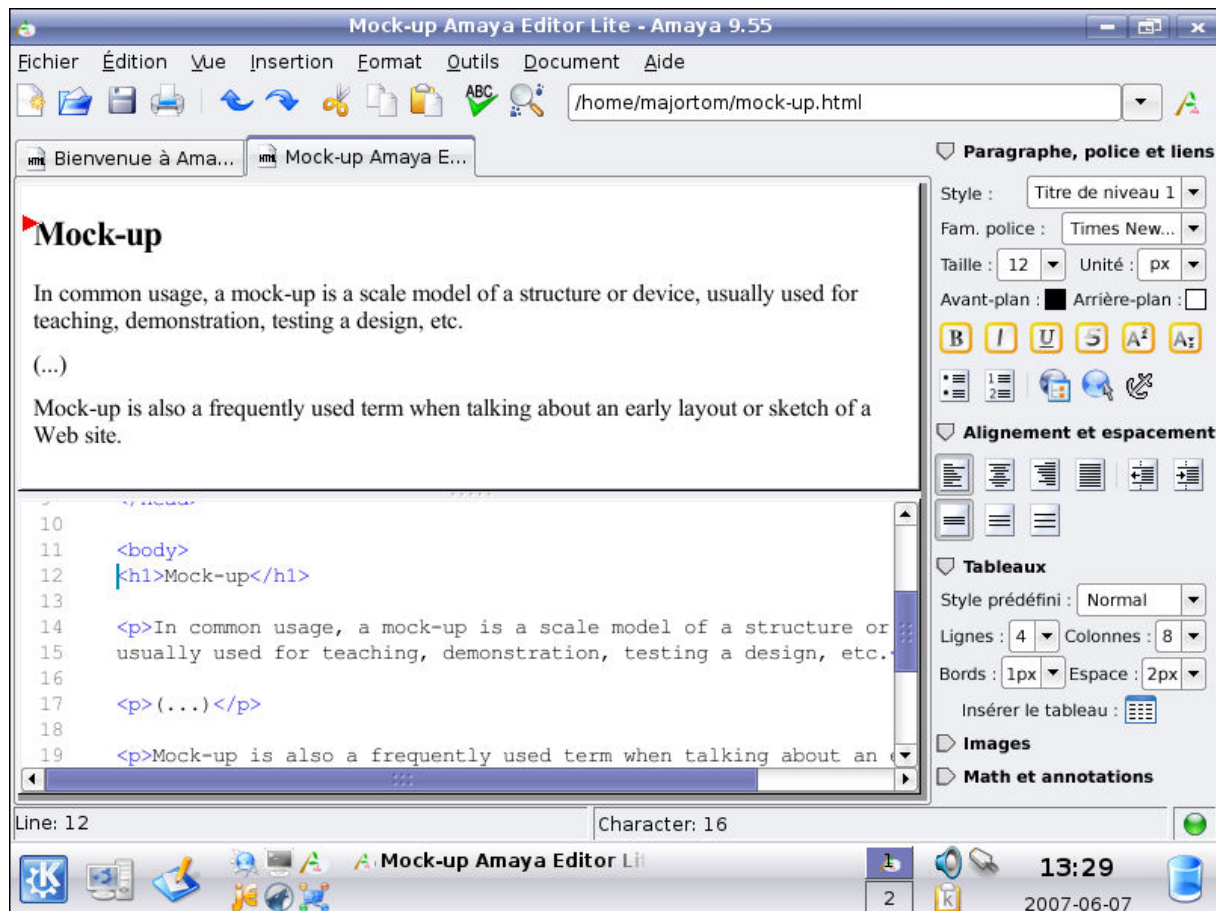 Mock-up Amaya Editor Lite - Amaya 9.55
Fichier Édition Vue Insertion Format Outils Document Aide
ABC
/home/majortom/mock-up.html
Bienvenue à Ama...
Mock-up Amaya E...
Mock-up
In common usage, a mock-up is a scale model of a structure or device, usually used for
teaching, demonstration, testing a design, etc.
(...)
Mock-up is also a frequently used term when talking about an early layout or sketch of a
Web site.
10
11 <body>
12 <h1>Mock-up</h1>
13
14 <p>In common usage, a mock-up is a scale model of a structure or
15 usually used for teaching, demonstration, testing a design, etc.
16
17 <p>(...)</p>
18
19 <p>Mock-up is also a frequently used term when talking about an
Paragraphe, police et liens
Style : Titre de niveau 1
Fam. police : Times New...
Taille : 12 Unité : px
Avant-plan : Arrière-plan :
B I U S A² A₂
Alignement et espacement
Tableaux
Style prédéfini : Normal
Lignes : 4 Colonnes : 8
Bords : 1px Espace : 2px
Insérer le tableau :
Images
Math et annotations
Line: 12
Character: 16
Mock-up Amaya Editor Lit
1
2
13:29
2007-06-07